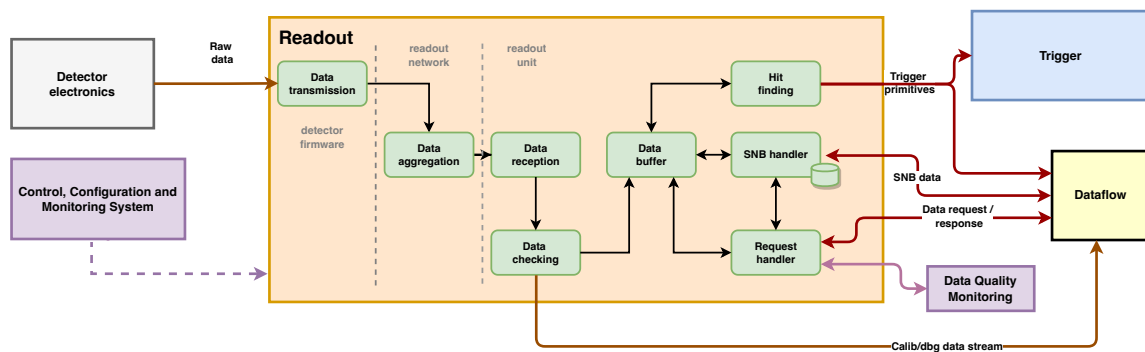 Readout
readout
network
readout
unit
Detector
electronics
Raw
data
Data
transmission
Hit
finding
Trigger
primitives
Trigger
detector
firmware
Data
aggregation
Data
reception
Data
buffer
SNB handler
SNB data
Control, Configuration and
Monitoring System
Dataflow
Data request /
response
Data
checking
Request
handler
Data Quality
Monitoring
Calib/dbg data stream